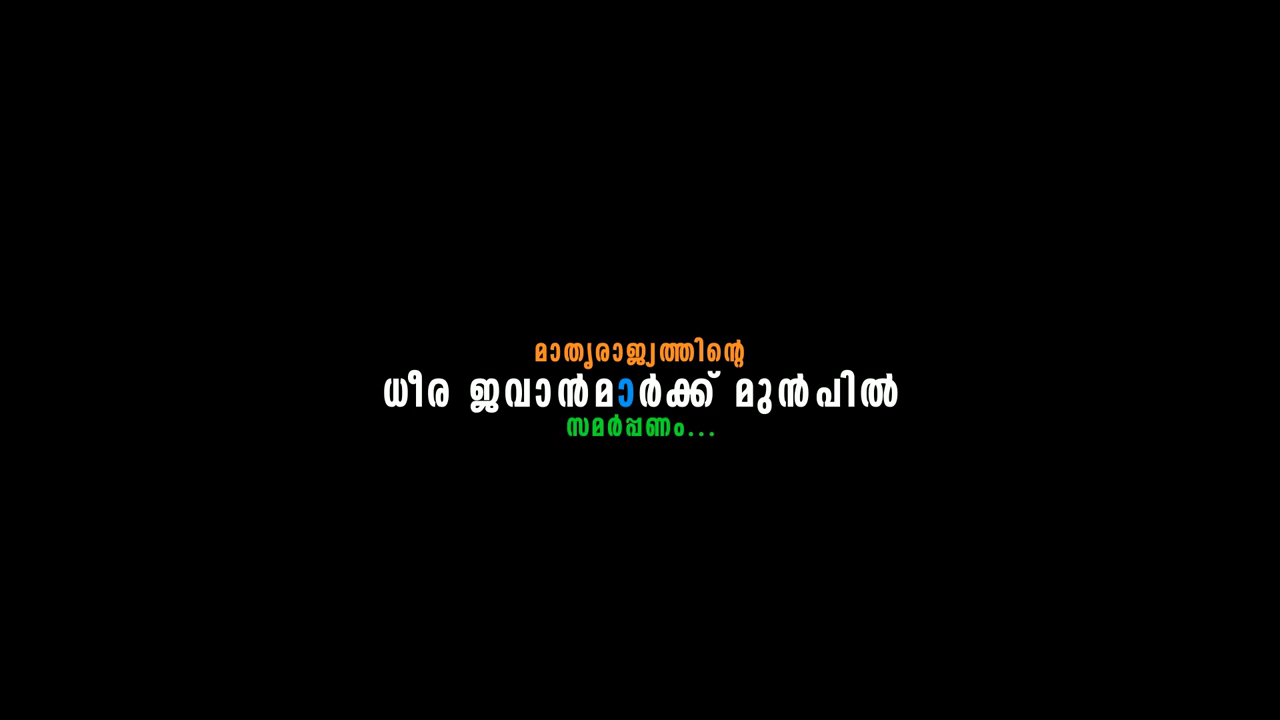 മാതൃരാജ്യത്തിന്റെ
ധീര ജവാൻമാർക്ക് മുൻപിൽ
സമർപ്പണം...